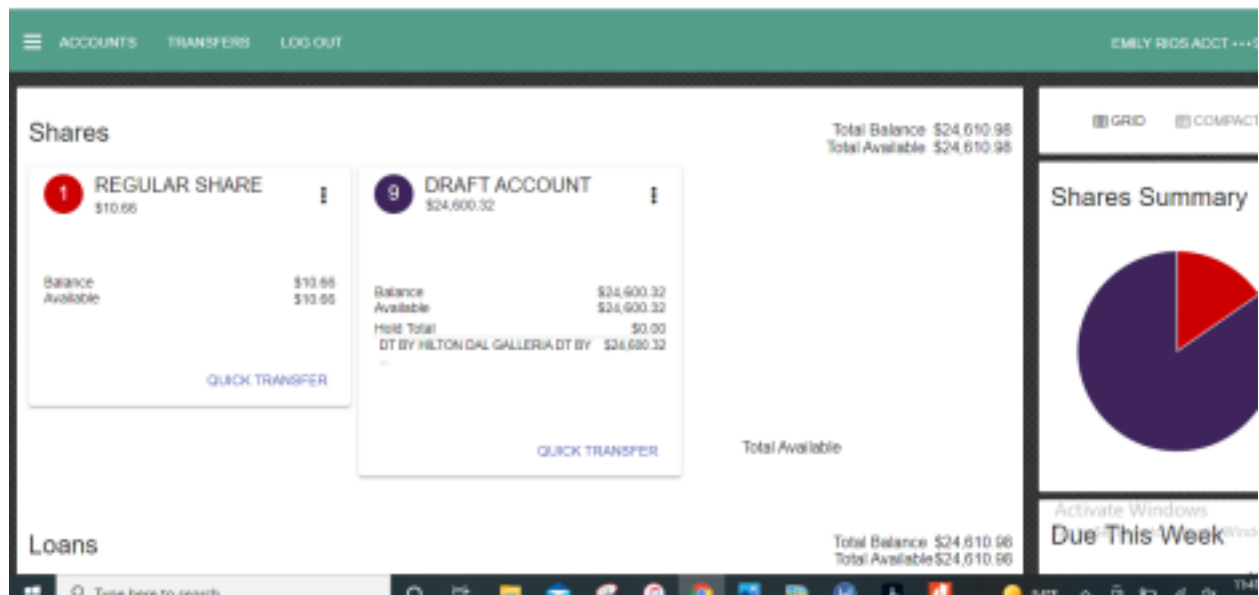 ACCOUNTS TRANSFERS LOG OUT
EMILY RIOS ACCT
Shares
Total Balance $24,610.98
Total Available $24,610.98
1 REGULAR SHARE
$10.66
Balance $10.66
Available $10.66
QUICK TRANSFER
9 DRAFT ACCOUNT
$24,600.32
Balance $24,600.32
Available $24,600.32
Hold Total $0.00
DT BY HILTON DAL GALLERIA DT BY $24,600.32
...
QUICK TRANSFER
Total Available
Loans
Total Balance $24,610.98
Total Available $24,610.98
GRID COMPACT
Shares Summary
Activate Windows
Due This Week
Type here to search